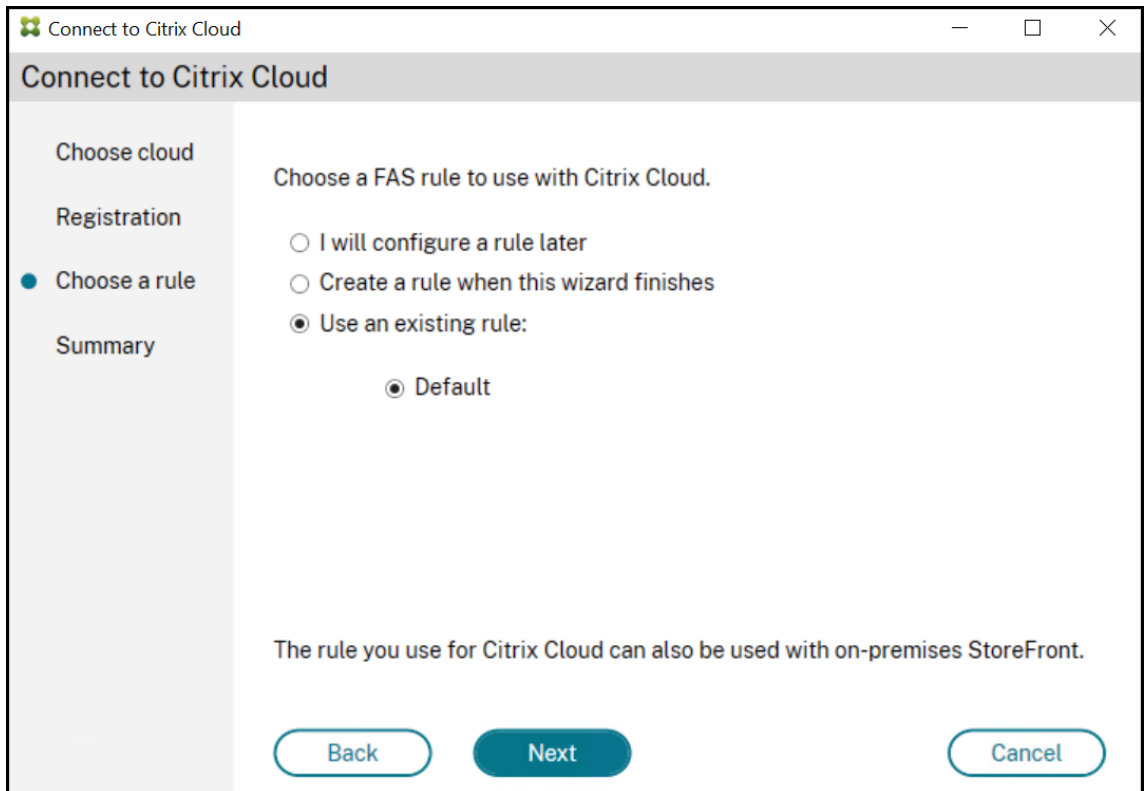 Connect to Citrix Cloud
Connect to Citrix Cloud
Choose cloud
Registration
Choose a rule
Summary
Choose a FAS rule to use with Citrix Cloud.
I will configure a rule later
Create a rule when this wizard finishes
Use an existing rule:
Default
The rule you use for Citrix Cloud can also be used with on-premises StoreFront.
Back
Next
Cancel